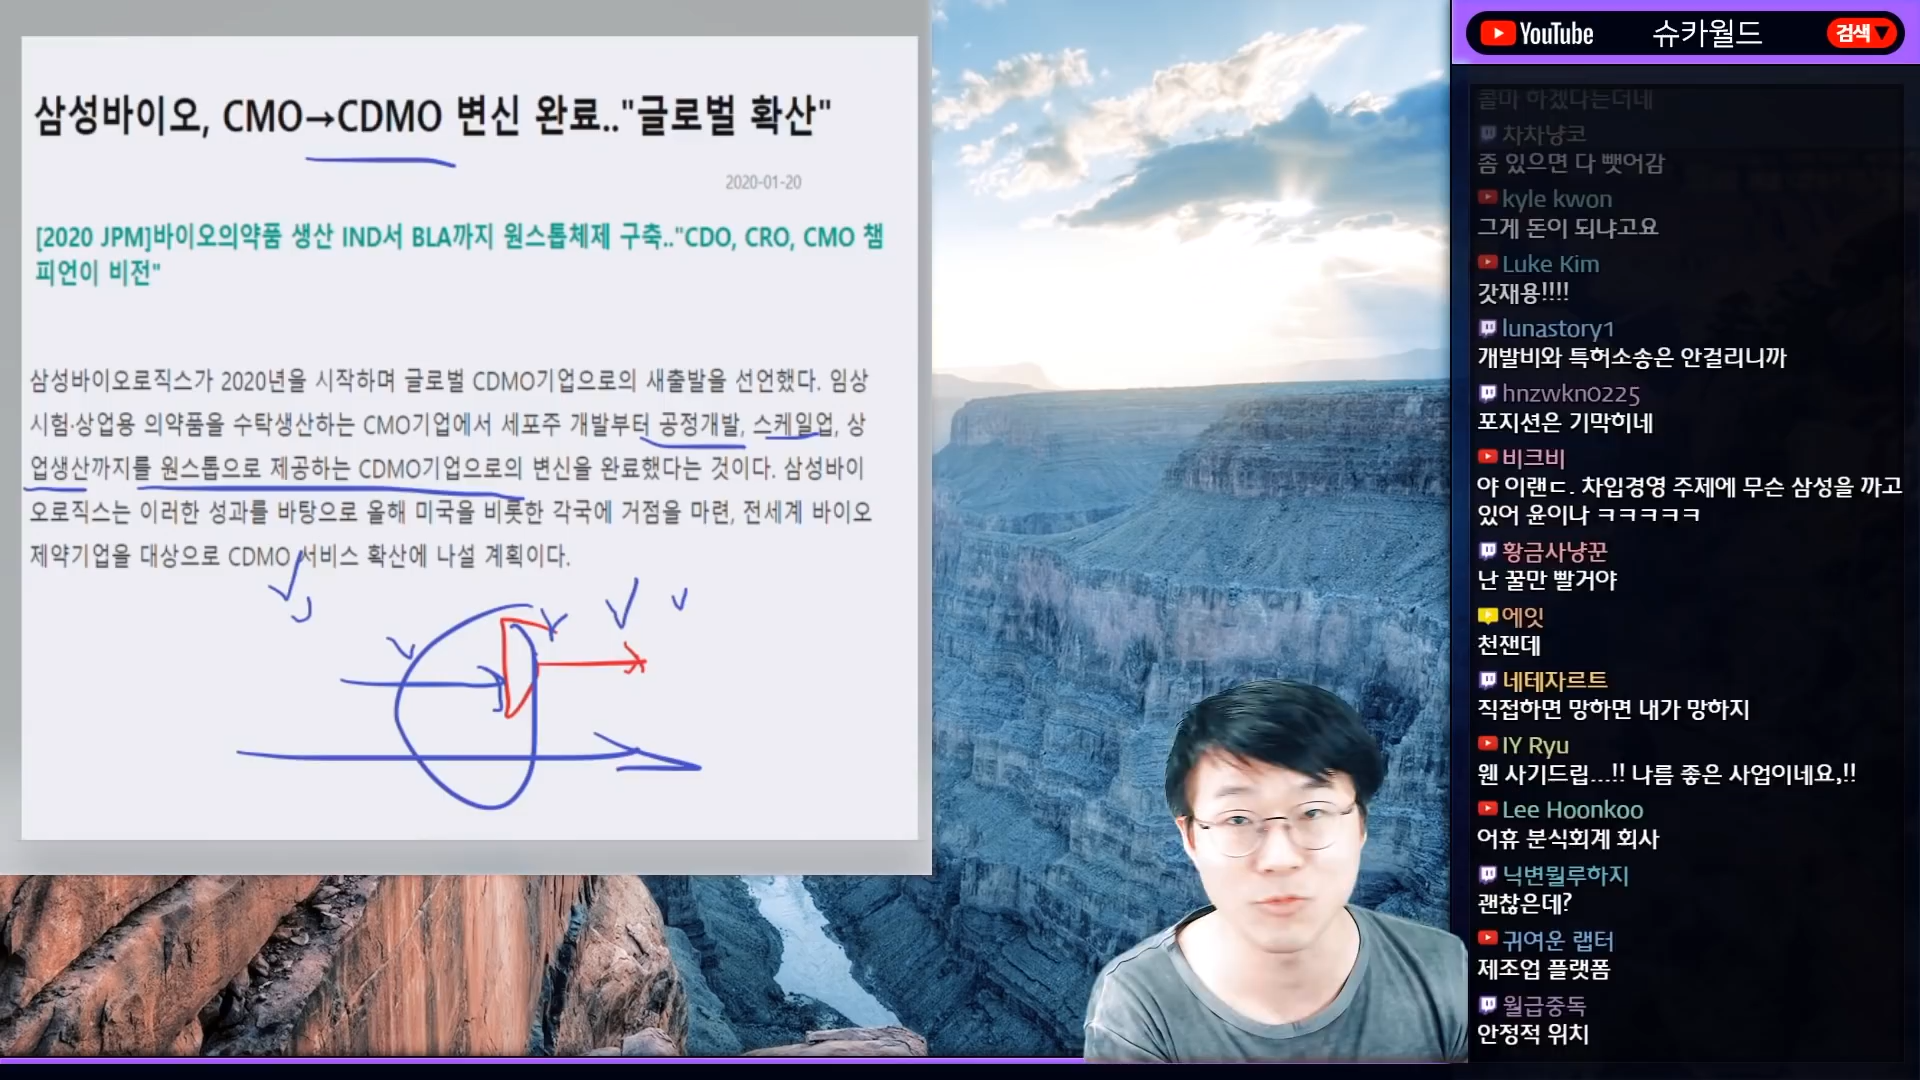 삼성바이오, CMO→CDMO 변신 완료.."글로벌 확산"
2020-01-20
[2020 JPM]바이오의약품 생산 IND서 BLA까지 원스톱체제 구축.."CDO, CRO, CMO 챔
피언이 비전"
삼성바이오로직스가 2020년을 시작하며 글로벌 CDMO기업으로의 새출발을 선언했다. 임상
시험·상업용 의약품을 수탁생산하는 CMO기업에서 세포주 개발부터 공정개발, 스케일업, 상
업생산까지를 원스톱으로 제공하는 CDMO기업으로의 변신을 완료했다는 것이다. 삼성바이
오로직스는 이러한 성과를 바탕으로 올해 미국을 비롯한 각국에 거점을 마련, 전세계 바이오
제약기업을 대상으로 CDMO 서비스 확산에 나설 계획이다.
YouTube 슈카월드 검색▼
콜마 하겠다는데네
차차냥코
좀 있으면 다 뺏어감
kyle kwon
그게 돈이 되냐고요
Luke Kim
갓재용!!!!
lunastory1
개발비와 특허소송은 안걸리니까
hnzwkn0225
포지션은 기막히네
비크비
야 이랜ㄷ. 차입경영 주제에 무슨 삼성을 까고
있어 윤이나 ㅋㅋㅋㅋㅋ
황금사냥꾼
난 꿀만 빨거야
에잇
천잰데
네테자르트
직접하면 망하면 내가 망하지
IY Ryu
웬 사기드립...!! 나름 좋은 사업이네요,!!
Lee Hoonkoo
어휴 분식회계 회사
닉변뭘루하지
괜찮은데?
귀여운 랩터
제조업 플랫폼
월급중독
안정적 위치